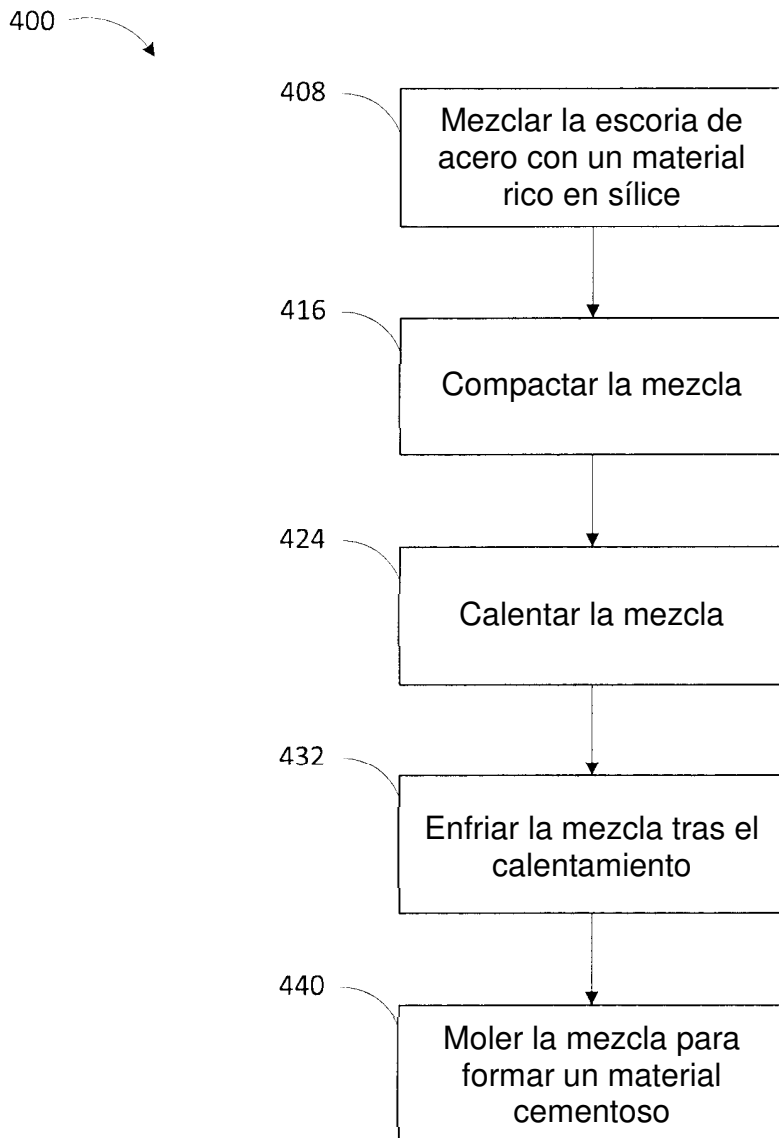 400
408
Mezclar la escoria de
acero con un material
rico en sílice
416
Compactar la mezcla
424
Calentar la mezcla
432
Enfriar la mezcla tras el
calentamiento
440
Moler la mezcla para
formar un material
cementoso